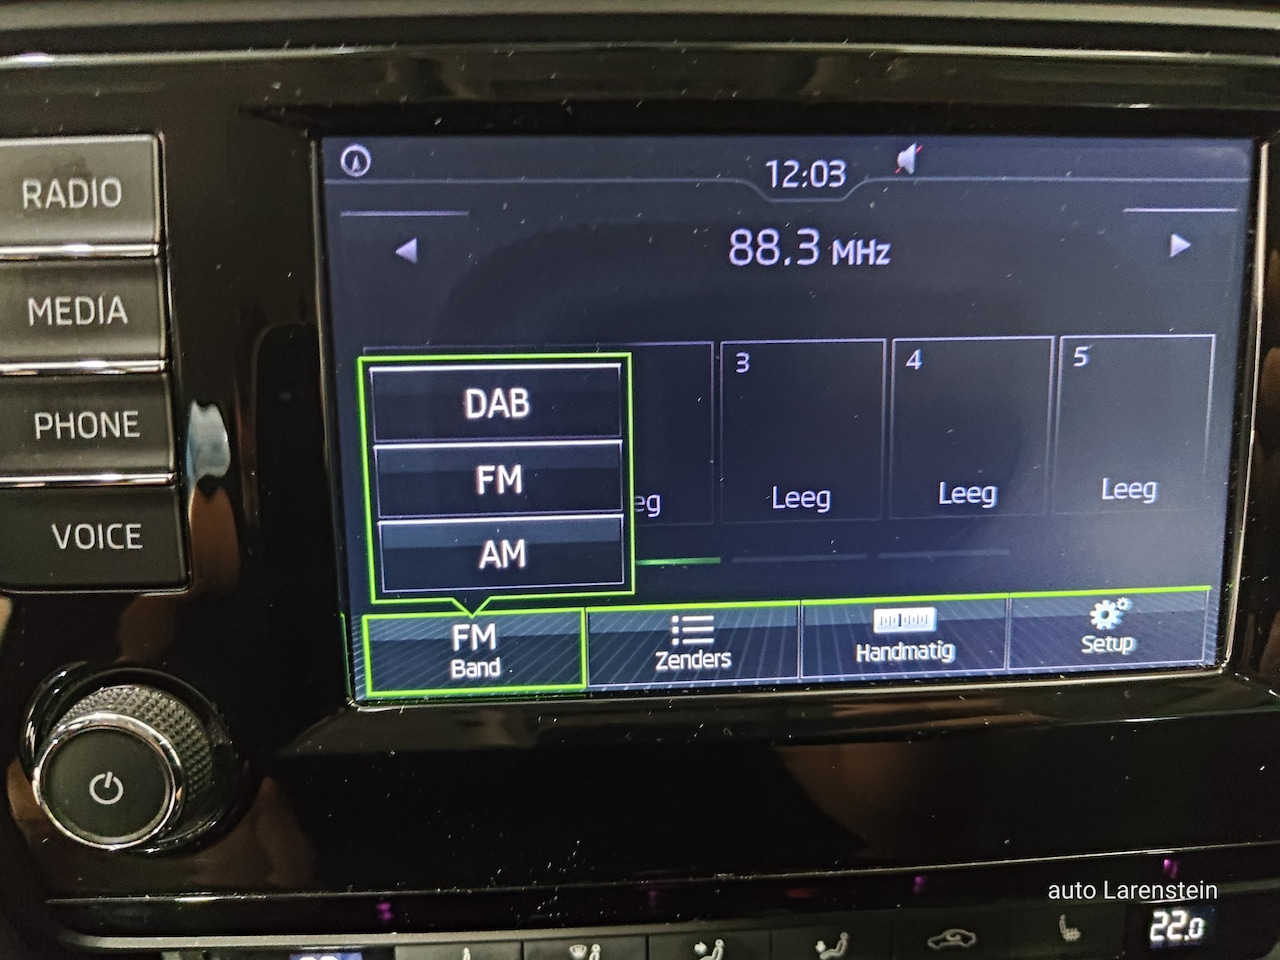 12:03
RADIO
88.3 MHz
MEDIA
3
4
5
DAB
PHONE
FM
Leeg
Leeg
Leeg
VOICE
AM
FM
Band
Zenders
Handmatig
Setup
auto Larenstein
22.0